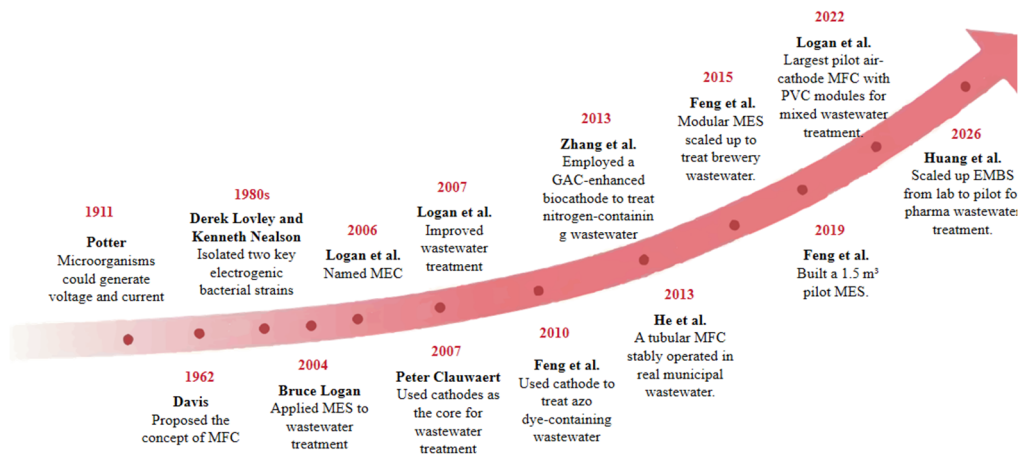 1911
Potter
Microorganisms
could generate
voltage and current
1962
Davis
Proposed the
concept of MFC
1980s
Derek Lovley and
Kenneth Nealson
Isolated two key
electrogenic
bacterial strains
2004
Bruce Logan
Applied MES to
wastewater
treatment
2006
Logan et al.
Named MEC
2007
Peter Clauwaert
Used cathodes as
the core for
wastewater
treatment
2007
Logan et al.
Improved
wastewater
treatment
2010
Feng et al.
Used cathode to
treat azo
dye-containing
wastewater
2013
Zhang et al.
Employed a
GAC-enhanced
biocathode to treat
nitrogen-containin
g wastewater
2013
He et al.
A tubular MFC
stably operated in
real municipal
wastewater.
2015
Feng et al.
Modular MES
scaled up to
treat brewery
wastewater.
2019
Feng et al.
Built a 1.5 m³
pilot MES.
2022
Logan et al.
Largest pilot air-
cathode MFC with
PVC modules for
mixed wastewater
treatment.
2026
Huang et al.
Scaled up EMBS
from lab to pilot fo
pharma wastewater
treatment.